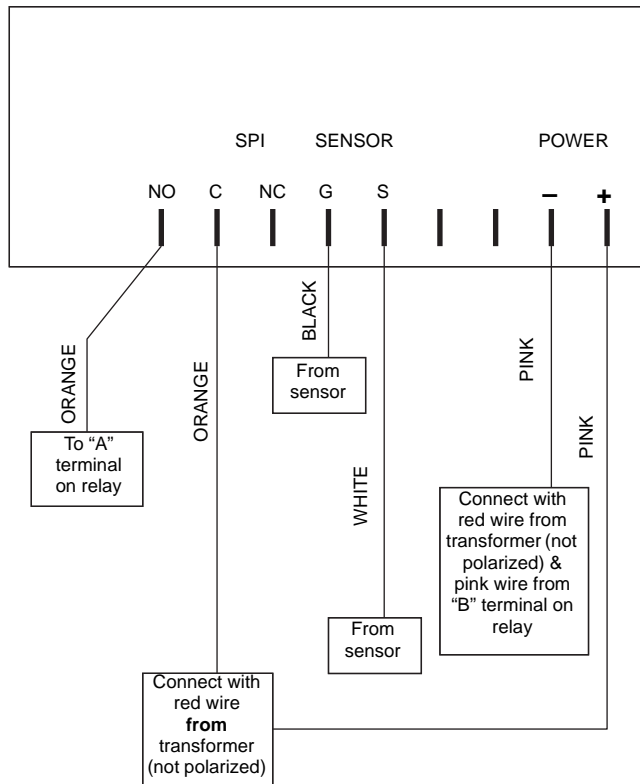 SPI SENSOR POWER
NO C NC G S – +
BLACK
ORANGE
ORANGE
PINK
PINK
From
sensor
To “A”
terminal
on relay
WHITE
Connect with
red wire from
transformer (not
polarized) &
pink wire from
“B” terminal on
relay
From
sensor
Connect with
red wire
from
transformer
(not polarized)